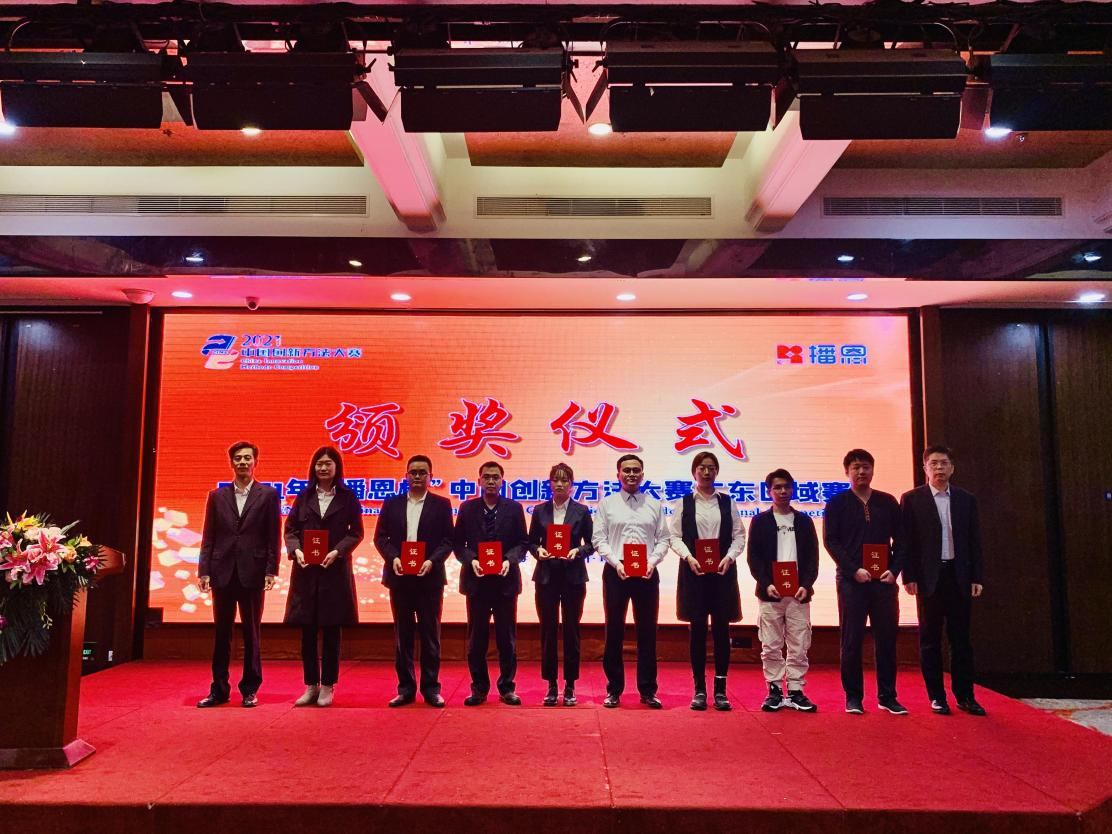 2021
中国创新方法大赛
China Innovation
Methods Competition
播恩
颁奖仪式
年“播恩杯”中国创新方法大赛广东区域赛
证书
证书
证书
证书
证书
证书
证书
证书